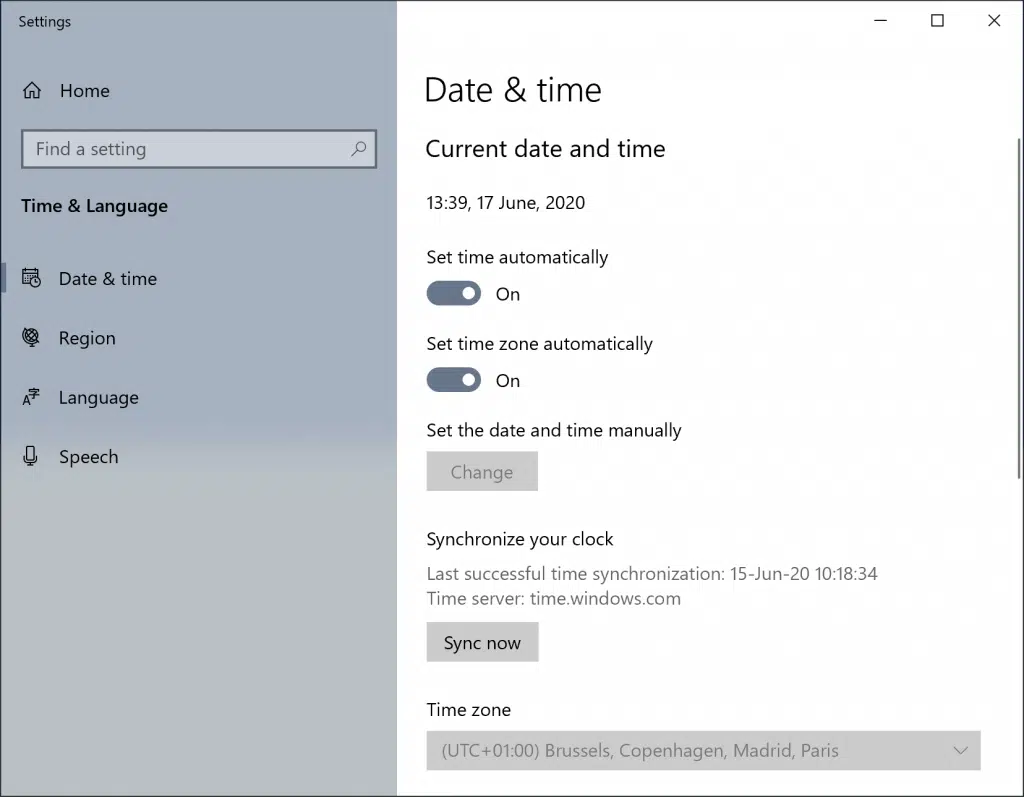 Settings
Home
Find a setting
Time & Language
Date & time
Region
Language
Speech
Date & time
Current date and time
13:39, 17 June, 2020
Set time automatically
On
Set time zone automatically
On
Set the date and time manually
Change
Synchronize your clock
Last successful time synchronization: 15-Jun-20 10:18:34
Time server: time.windows.com
Sync now
Time zone
(UTC+01:00) Brussels, Copenhagen, Madrid, Paris